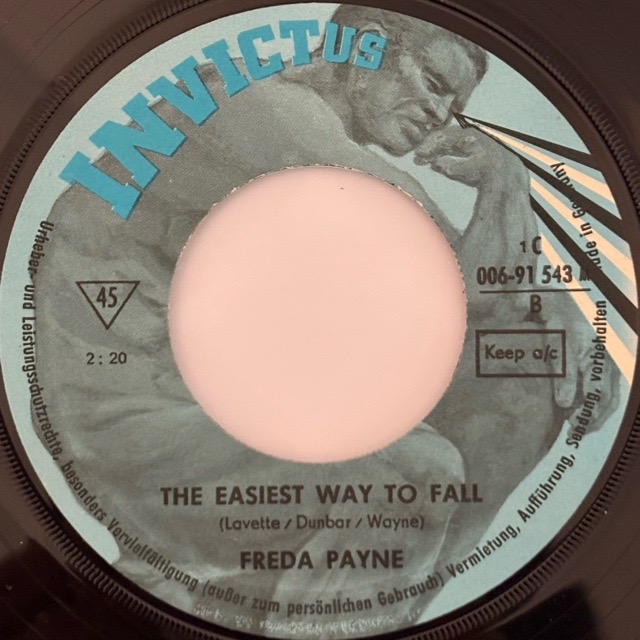 INVICTUS
45
2:20
1 C
006-91 543 M
B
Keep a/c
THE EASIEST WAY TO FALL
(Lavette / Dunbar / Wayne)
FREDA PAYNE
Urheber- und Leistungsschutzrechte, besonders Vervielfältigung (außer zum persönlichen Gebrauch) Vermietung, Aufführung, Sendung, vorbehalten Made in Germany